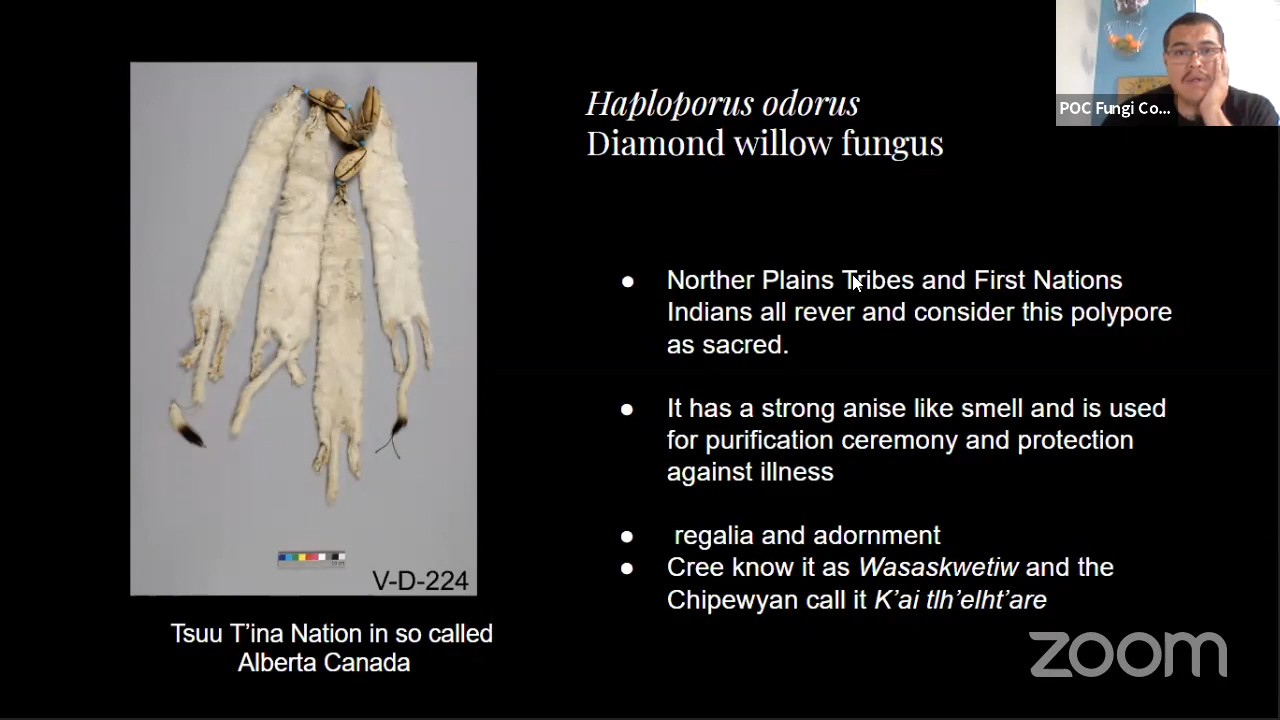 POC Fungi Co...
Haploporus odorus
Diamond willow fungus
● Norther Plains Tribes and First Nations
Indians all rever and consider this polypore
as sacred.
● It has a strong anise like smell and is used
for purification ceremony and protection
against illness
● regalia and adornment
● Cree know it as Wasaskwetiw and the
Chipewyan call it K’ai tlh’elht’are
V-D-224
Tsuu T’ina Nation in so called
Alberta Canada
zoom